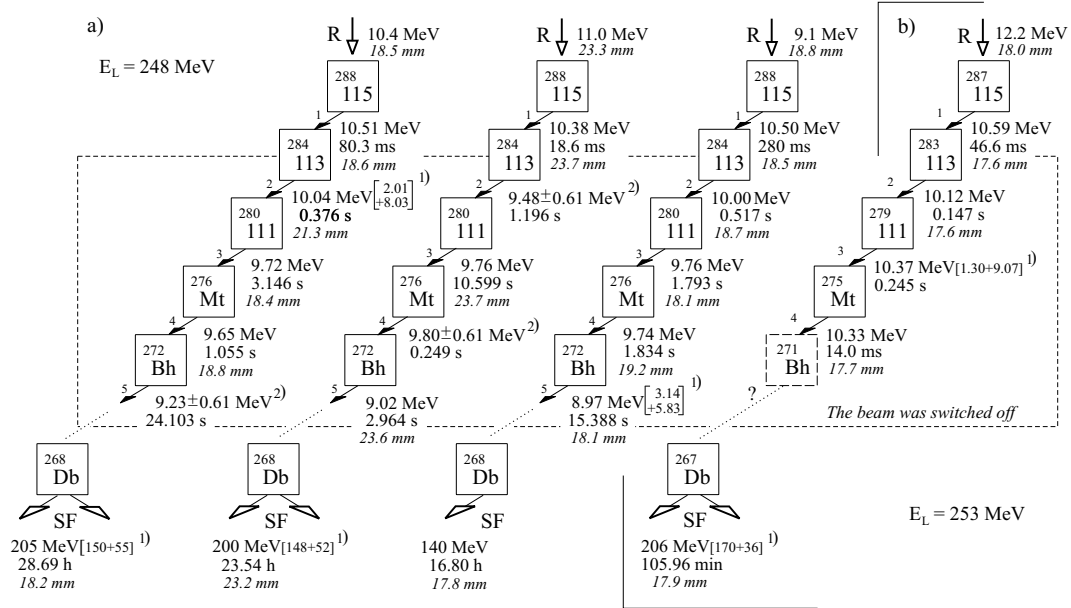 a)
E_L = 248 MeV
R
10.4 MeV
18.5 mm
288
115
1
10.51 MeV
80.3 ms
18.6 mm
284
113
2
10.04 MeV[2.01+8.03] 1)
0.376 s
21.3 mm
280
111
3
9.72 MeV
3.146 s
18.4 mm
276
Mt
4
9.65 MeV
1.055 s
18.8 mm
272
Bh
5
9.23±0.61 MeV2)
24.103 s
268
Db
SF
205 MeV[150+55] 1)
28.69 h
18.2 mm
R
11.0 MeV
23.3 mm
288
115
1
10.38 MeV
18.6 ms
23.7 mm
284
113
2
9.48±0.61 MeV2)
1.196 s
280
111
3
9.76 MeV
10.599 s
23.7 mm
276
Mt
4
9.80±0.61 MeV2)
0.249 s
272
Bh
5
9.02 MeV
2.964 s
23.6 mm
268
Db
SF
200 MeV[148+52] 1)
23.54 h
23.2 mm
R
9.1 MeV
18.8 mm
288
115
1
10.50 MeV
280 ms
18.5 mm
284
113
2
10.00 MeV
0.517 s
18.7 mm
280
111
3
9.76 MeV
1.793 s
18.1 mm
276
Mt
4
9.74 MeV
1.834 s
19.2 mm
272
Bh
5
8.97 MeV[3.14+5.83] 1)
15.388 s
18.1 mm
268
Db
SF
140 MeV
16.80 h
17.8 mm
b)
R
12.2 MeV
18.0 mm
287
115
1
10.59 MeV
46.6 ms
17.6 mm
283
113
2
10.12 MeV
0.147 s
17.6 mm
279
111
3
10.37 MeV[1.30+9.07] 1)
0.245 s
275
Mt
4
10.33 MeV
14.0 ms
17.7 mm
271
Bh
?
The beam was switched off
267
Db
SF
206 MeV[170+36] 1)
105.96 min
17.9 mm
E_L = 253 MeV